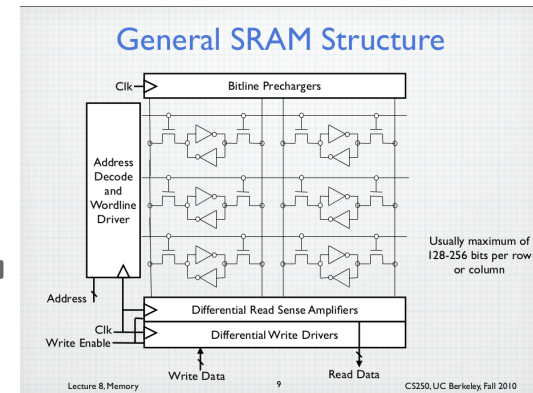 General SRAM Structure
Clk
Bitline Prechargers
Address
Decode
and
Wordline
Driver
Usually maximum of
128-256 bits per row
or column
Address
Differential Read Sense Amplifiers
Clk
Differential Write Drivers
Write Enable
Write Data
Read Data
Lecture 8, Memory
9
CS250, UC Berkeley, Fall 2010